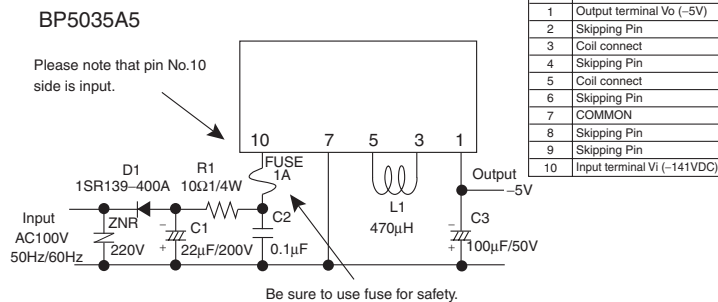 BP5035A5
Please note that pin No.10
side is input.
10 7 5 3 1
FUSE
1A
D1
1SR139–400A
R1
10Ω1/4W
Output
–5V
L1
470µH
Input
AC100V
50Hz/60Hz
ZNR
220V
–
+
C1
22µF/200V
C2
0.1µF
–
+
C3
100µF/50V
Be sure to use fuse for safety.
1 Output terminal Vo (–5V)
2 Skipping Pin
3 Coil connect
4 Skipping Pin
5 Coil connect
6 Skipping Pin
7 COMMON
8 Skipping Pin
9 Skipping Pin
10 Input terminal Vi (–141VDC)